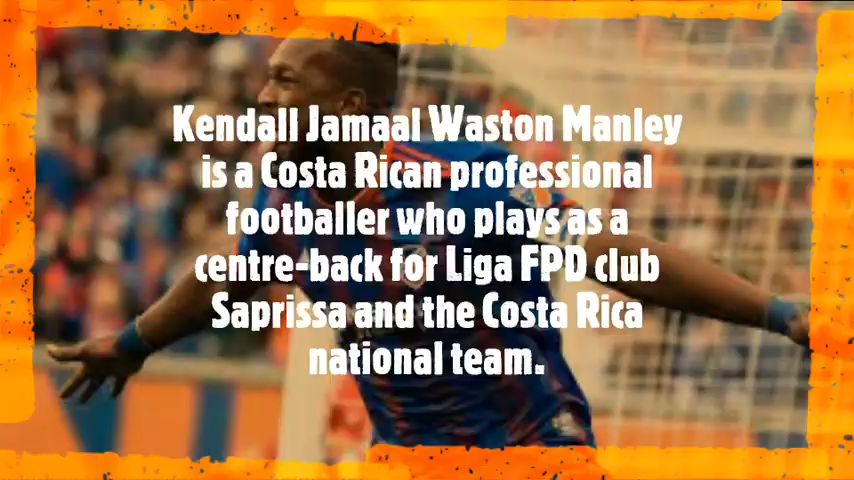 Kendall Jamaal Waston Manley
is a Costa Rican professional
footballer who plays as a
centre-back for Liga FPD club
Saprissa and the Costa Rica
national team.